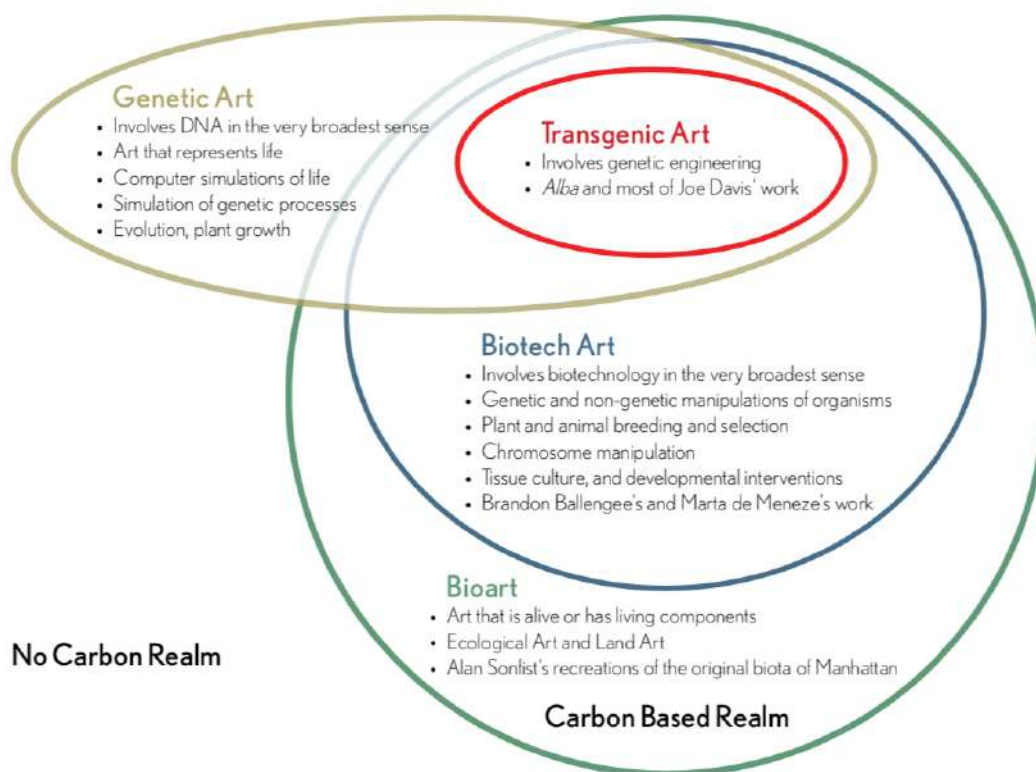 Genetic Art
• Involves DNA in the very broadest sense
• Art that represents life
• Computer simulations of life
• Simulation of genetic processes
• Evolution, plant growth
Transgenic Art
• Involves genetic engineering
• Alba and most of Joe Davis' work
Biotech Art
• Involves biotechnology in the very broadest sense
• Genetic and non-genetic manipulations of organisms
• Plant and animal breeding and selection
• Chromosome manipulation
• Tissue culture, and developmental interventions
• Brandon Ballengee's and Marta de Meneze's work
Bioart
• Art that is alive or has living components
• Ecological Art and Land Art
• Alan Sonfist's recreations of the original biota of Manhattan
No Carbon Realm
Carbon Based Realm